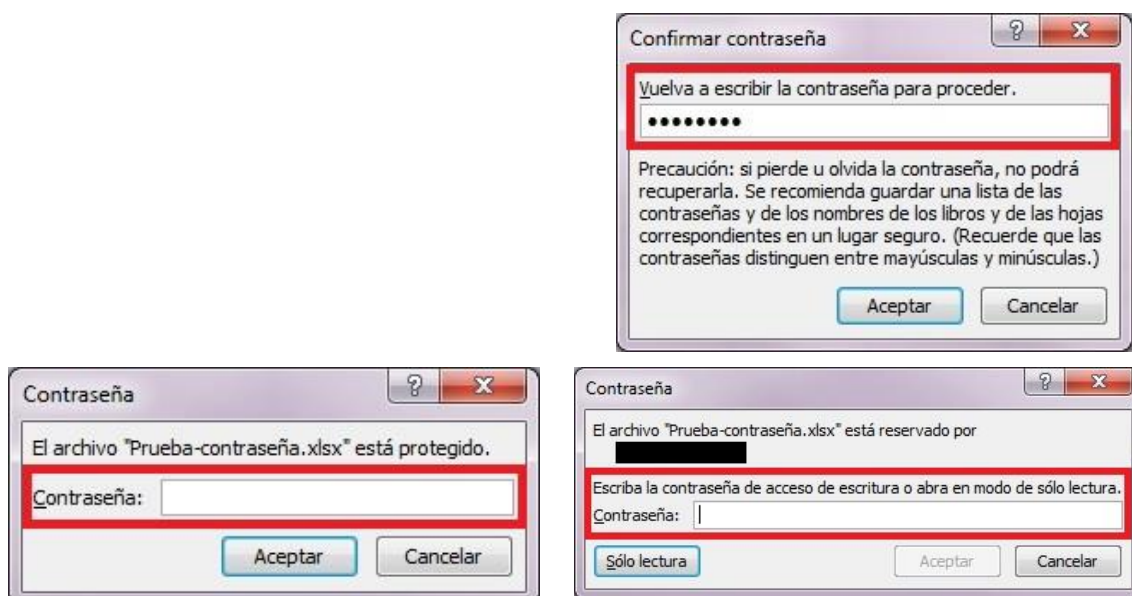 Confirmar contraseña
Vuelva a escribir la contraseña para proceder.
••••••••
Precaución: si pierde u olvida la contraseña, no podrá
recuperarla. Se recomienda guardar una lista de las
contraseñas y de los nombres de los libros y de las hojas
correspondientes en un lugar seguro. (Recuerde que las
contraseñas distinguen entre mayúsculas y minúsculas.)
Aceptar Cancelar
Contraseña
El archivo "Prueba-contraseña.xlsx" está protegido.
Contraseña:
Aceptar Cancelar
Contraseña
El archivo "Prueba-contraseña.xlsx" está reservado por
Escriba la contraseña de acceso de escritura o abra en modo de sólo lectura.
Contraseña:
Sólo lectura Aceptar Cancelar